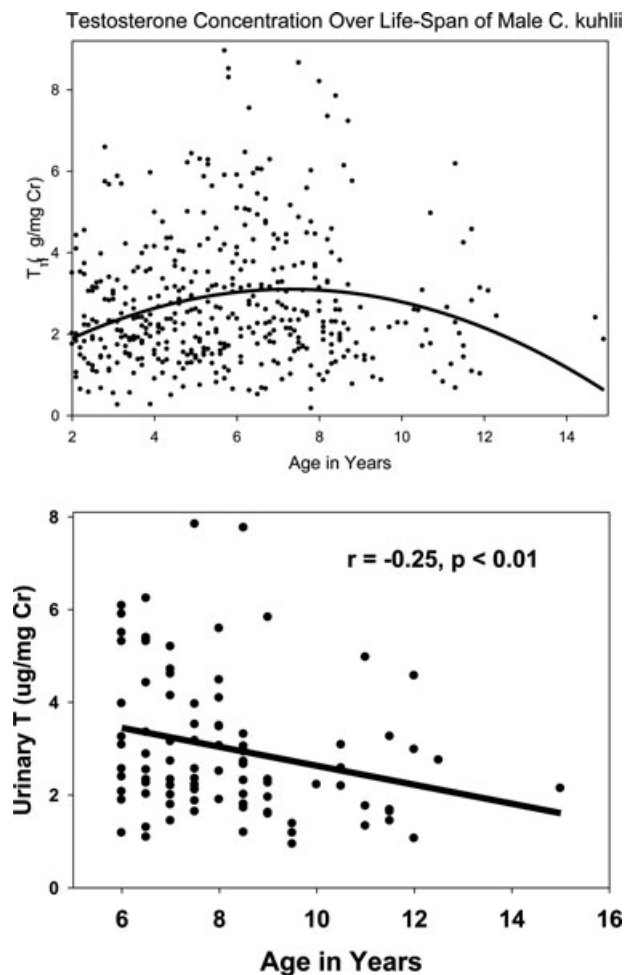 Testosterone Concentration Over Life-Span of Male C. kuhlii
8
6
4
2
0
g/mg Cr)
2 4 6 8 10 12 14
Age in Years
8
6
4
2
0
Urinary T (ug/mg Cr)
r = -0.25, p < 0.01
6 8 10 12 14 16
Age in Years